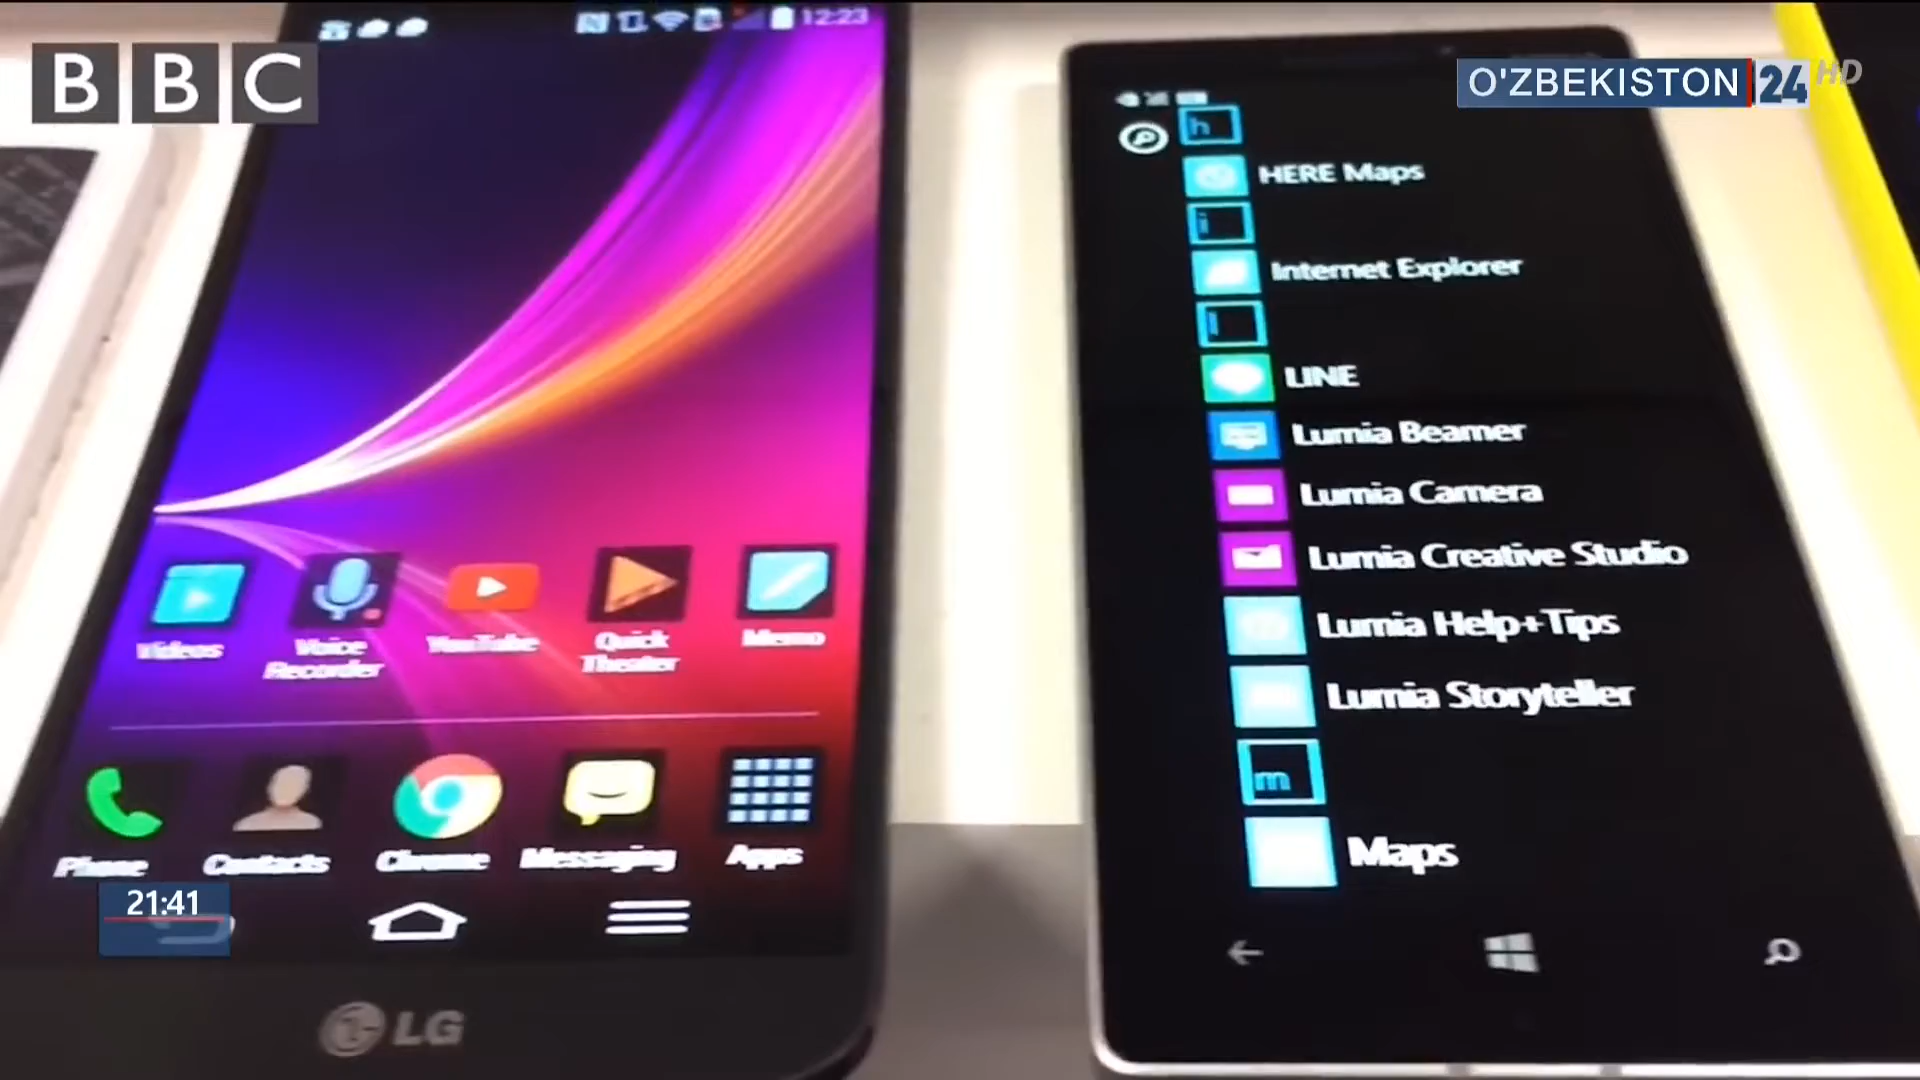 BBC
O'ZBEKISTON 24 HD
12:23
Videos
Voice Recorder
YouTube
Quick Theater
Memo
Phone
Contacts
Chrome
Messaging
Apps
21:41
LG
h
HERE Maps
i
Internet Explorer
l
LINE
Lumia Beamer
Lumia Camera
Lumia Creative Studio
Lumia Help+Tips
Lumia Storyteller
m
Maps